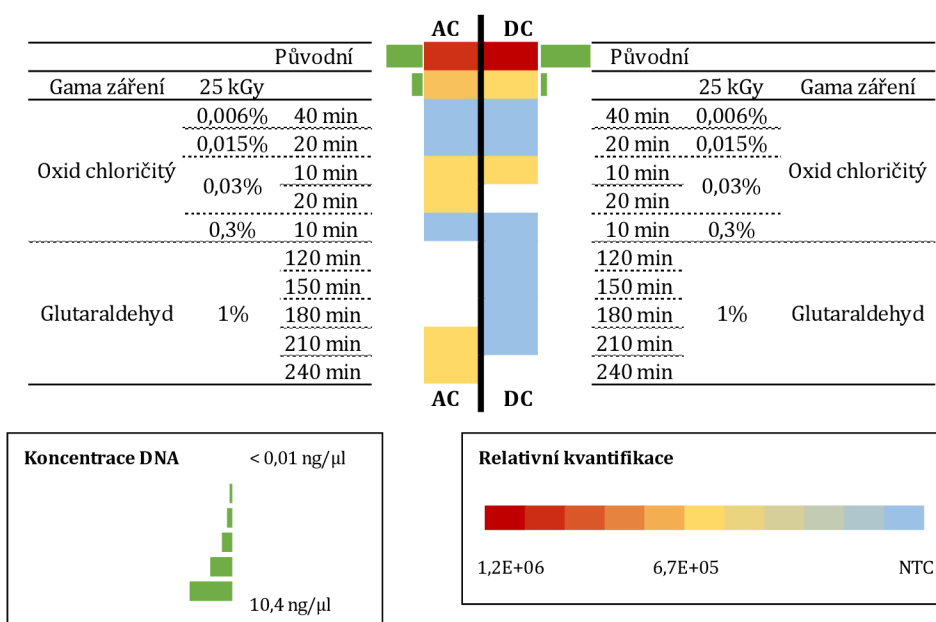 AC DC
Původní Původní
Gama záření 25 kGy 25 kGy Gama záření
0,006% 40 min 40 min 0,006%
0,015% 20 min 20 min 0,015%
Oxid chloričitý 0,03% 10 min 10 min 0,03% Oxid chloričitý
20 min 20 min
0,3% 10 min 10 min 0,3%
120 min 120 min
150 min 150 min
Glutaraldehyd 1% 180 min 180 min 1% Glutaraldehyd
210 min 210 min
240 min 240 min
AC DC
Koncentrace DNA < 0,01 ng/μl
10,4 ng/μl
Relativní kvantifikace
1,2E+06 6,7E+05 NTC